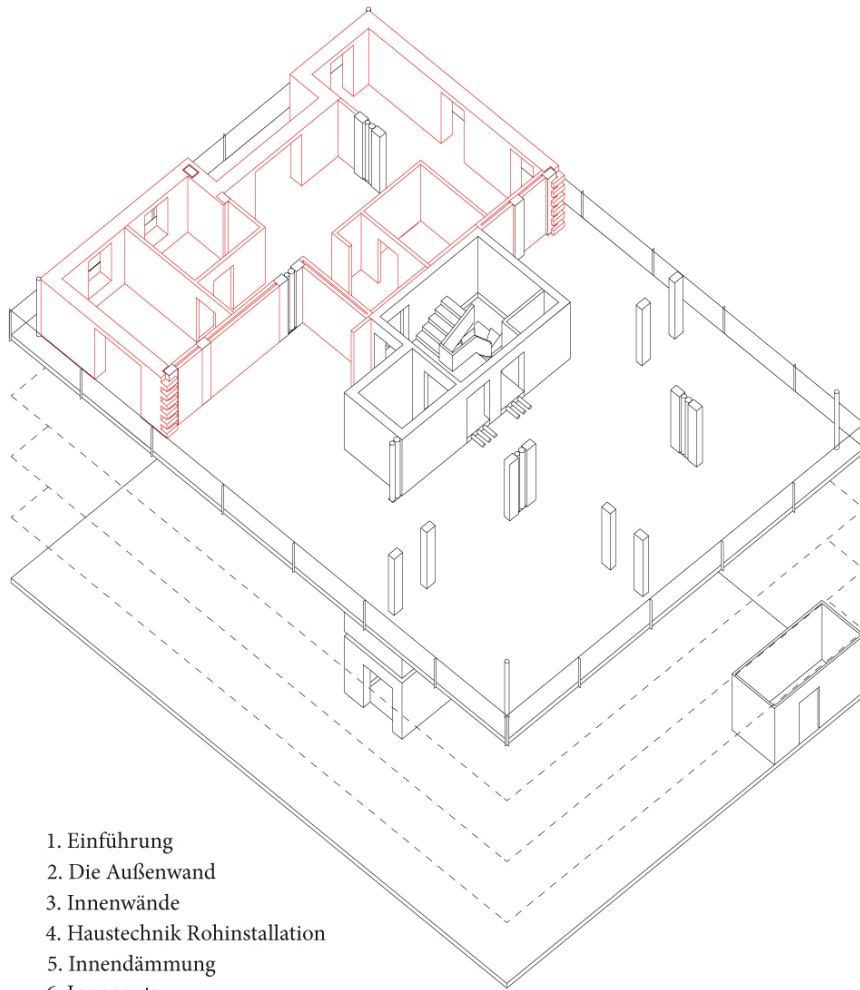 1. Einführung
2. Die Außenwand
3. Innenwände
4. Haustechnik Rohinstallation
5. Innendämmung